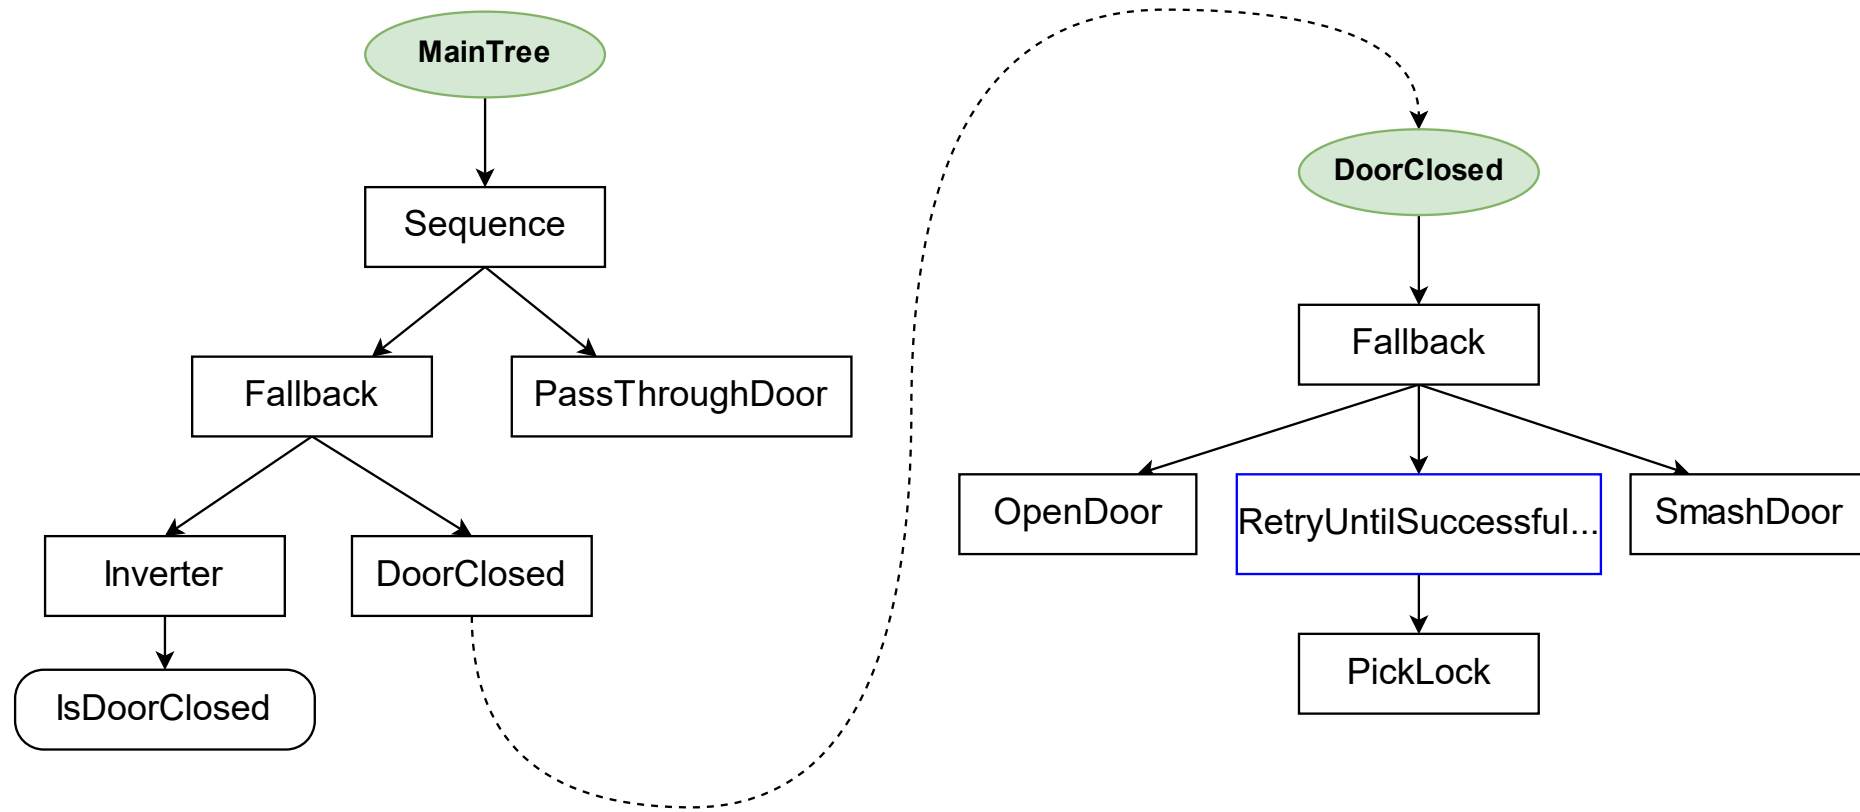 MainTree
Sequence
Fallback
PassThroughDoor
Inverter
DoorClosed
IsDoorClosed
DoorClosed
Fallback
OpenDoor
RetryUntilSuccessful...
SmashDoor
PickLock